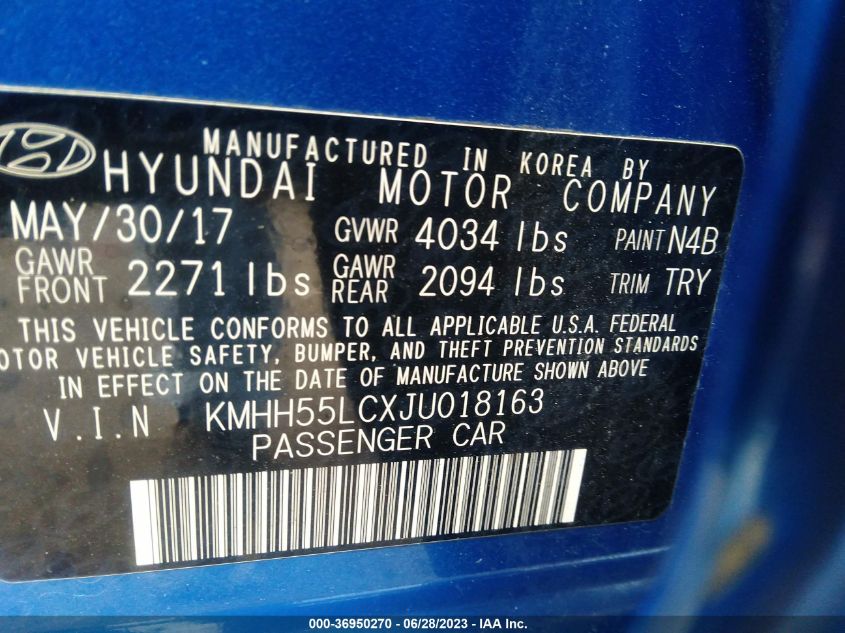 MANUFACTURED IN KOREA BY
HYUNDAI MOTOR COMPANY
MAY/30/17 GVWR 4034 lbs PAINT N4B
GAWR FRONT 2271 lbs GAWR REAR 2094 lbs TRIM TRY
THIS VEHICLE CONFORMS TO ALL APPLICABLE U.S.A. FEDERAL
OTOR VEHICLE SAFETY, BUMPER, AND THEFT PREVENTION STANDARDS
IN EFFECT ON THE DATE OF MANUFACTURE SHOWN ABOVE
V.I.N KMHH55LCXJU018163
PASSENGER CAR
000-36950270 - 06/28/2023 - IAA Inc.